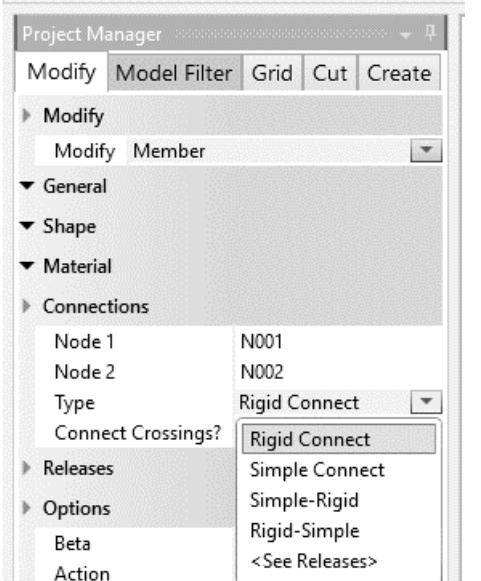 Project Manager
Modify Model Filter Grid Cut Create
Modify
Modify Member
General
Shape
Material
Connections
Node 1 N001
Node 2 N002
Type Rigid Connect
Connect Crossings?
Rigid Connect
Simple Connect
Simple-Rigid
Rigid-Simple
<See Releases>
Releases
Options
Beta
Action